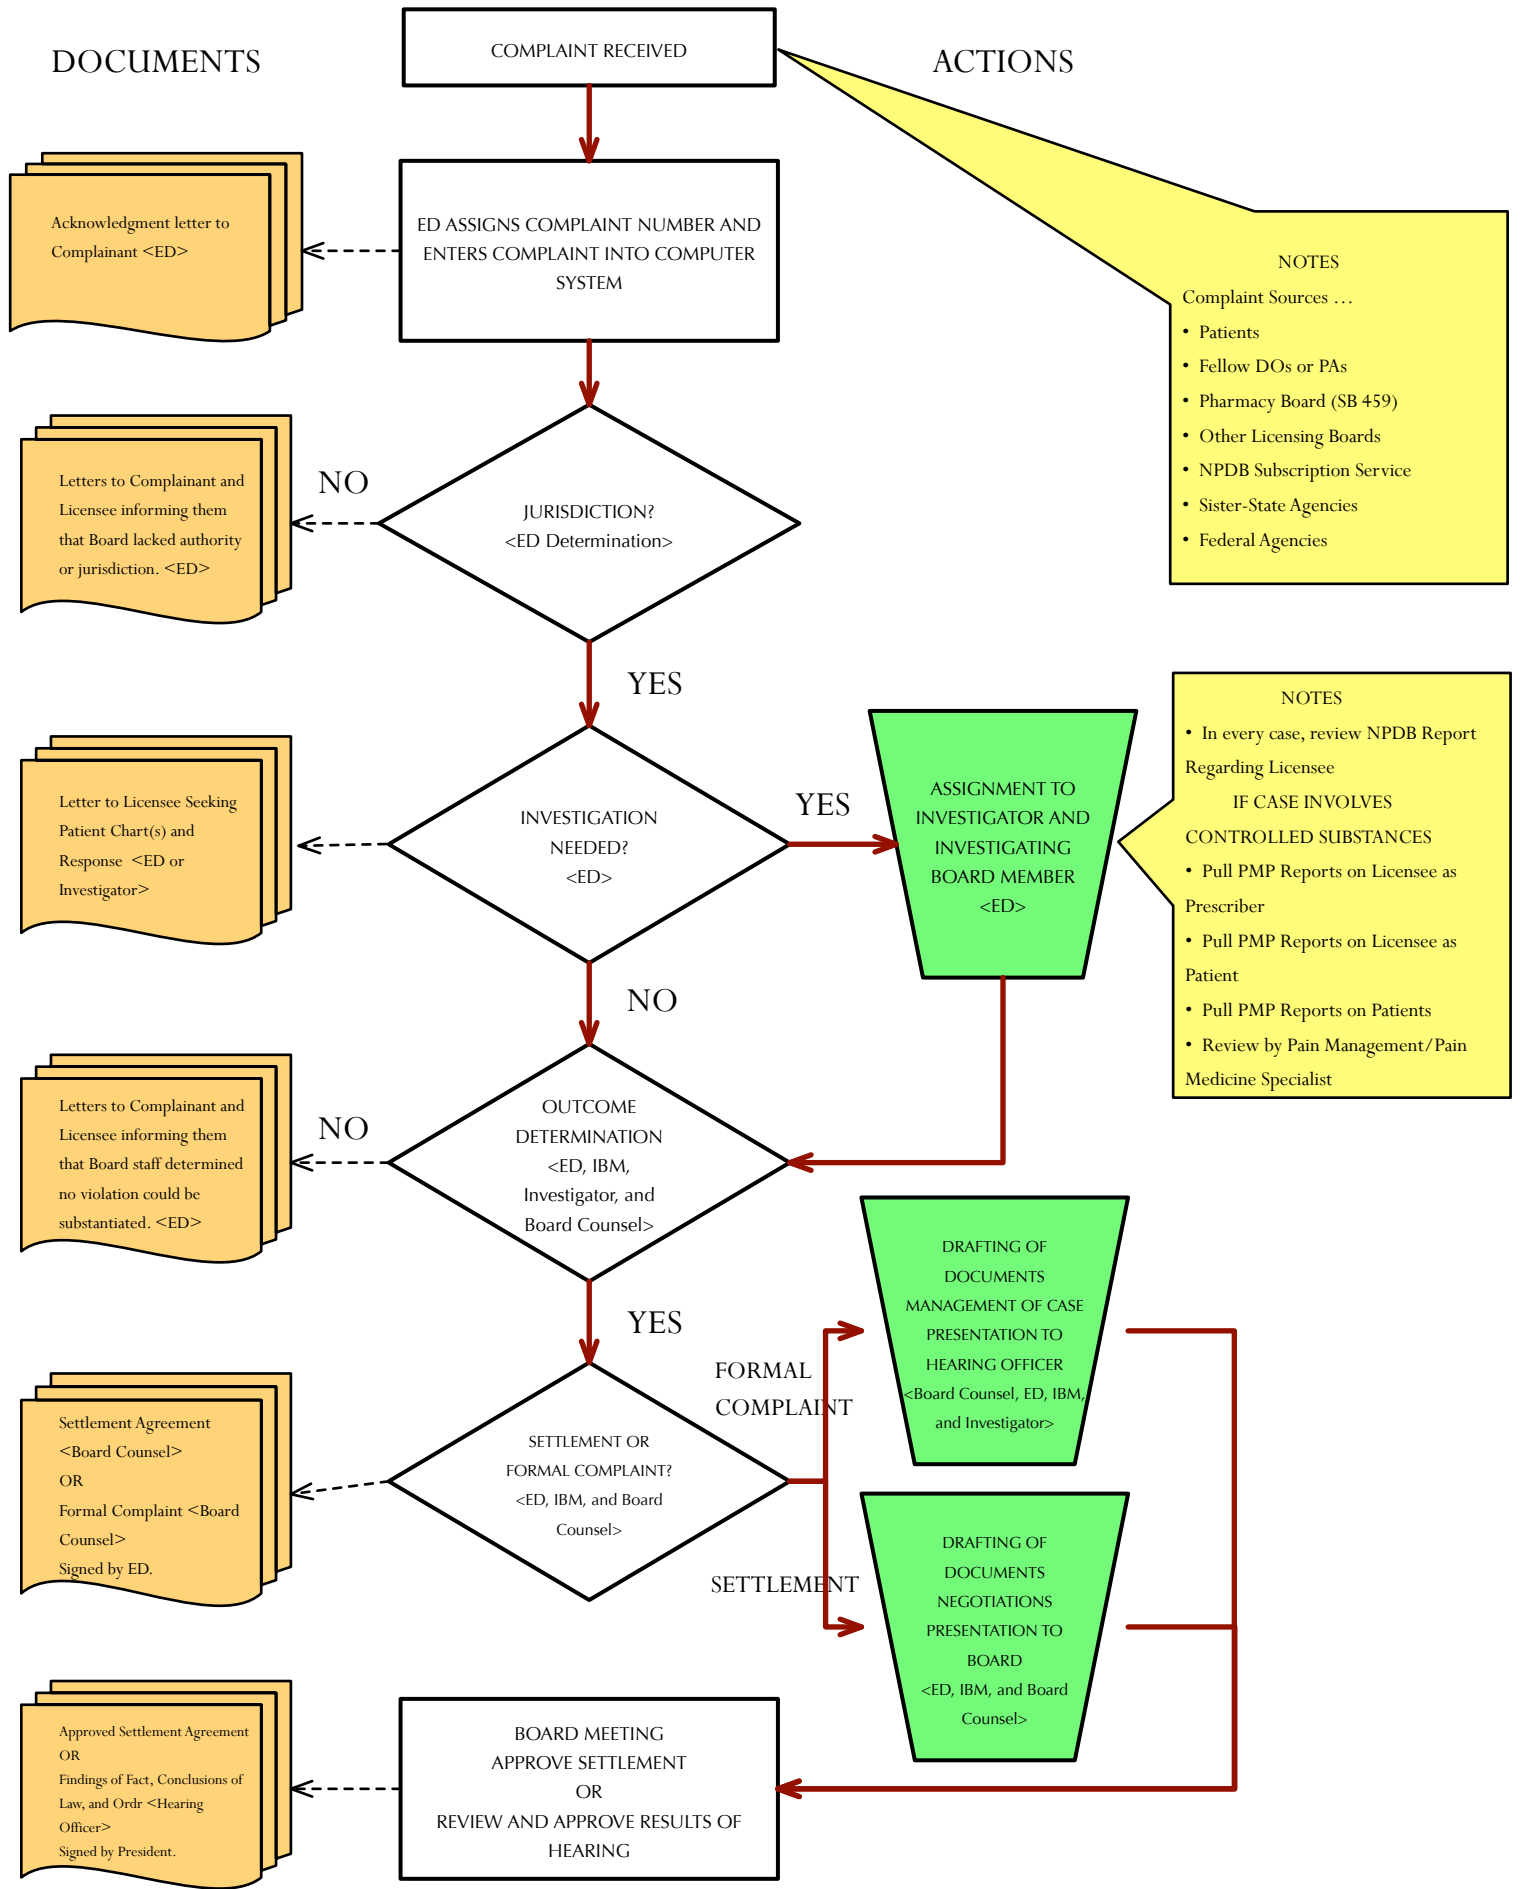 DOCUMENTS
COMPLAINT RECEIVED
ACTIONS
Acknowledgment letter to
Complainant <ED>
ED ASSIGNS COMPLAINT NUMBER AND
ENTERS COMPLAINT INTO COMPUTER
SYSTEM
NOTES
Complaint Sources …
• Patients
• Fellow DOs or PAs
• Pharmacy Board (SB 459)
• Other Licensing Boards
• NPDB Subscription Service
• Sister-State Agencies
• Federal Agencies
Letters to Complainant and
Licensee informing them
that Board lacked authority
or jurisdiction. <ED>
NO
JURISDICTION?
<ED Determination>
YES
Letter to Licensee Seeking
Patient Chart(s) and
Response <ED or
Investigator>
INVESTIGATION
NEEDED?
<ED>
YES
ASSIGNMENT TO
INVESTIGATOR AND
INVESTIGATING
BOARD MEMBER
<ED>
NOTES
• In every case, review NPDB Report
Regarding Licensee
IF CASE INVOLVES
CONTROLLED SUBSTANCES
• Pull PMP Reports on Licensee as
Prescriber
• Pull PMP Reports on Licensee as
Patient
• Pull PMP Reports on Patients
• Review by Pain Management/Pain
Medicine Specialist
NO
Letters to Complainant and
Licensee informing them
that Board staff determined
no violation could be
substantiated. <ED>
NO
OUTCOME
DETERMINATION
<ED, IBM,
Investigator, and
Board Counsel>
YES
DRAFTING OF
DOCUMENTS
MANAGEMENT OF CASE
PRESENTATION TO
HEARING OFFICER
<Board Counsel, ED, IBM,
and Investigator>
FORMAL
COMPLAINT
Settlement Agreement
<Board Counsel>
OR
Formal Complaint <Board
Counsel>
Signed by ED.
SETTLEMENT OR
FORMAL COMPLAINT?
<ED, IBM, and Board
Counsel>
SETTLEMENT
DRAFTING OF
DOCUMENTS
NEGOTIATIONS
PRESENTATION TO
BOARD
<ED, IBM, and Board
Counsel>
Approved Settlement Agreement
OR
Findings of Fact, Conclusions of
Law, and Ordr <Hearing
Officer>
Signed by President.
BOARD MEETING
APPROVE SETTLEMENT
OR
REVIEW AND APPROVE RESULTS OF
HEARING